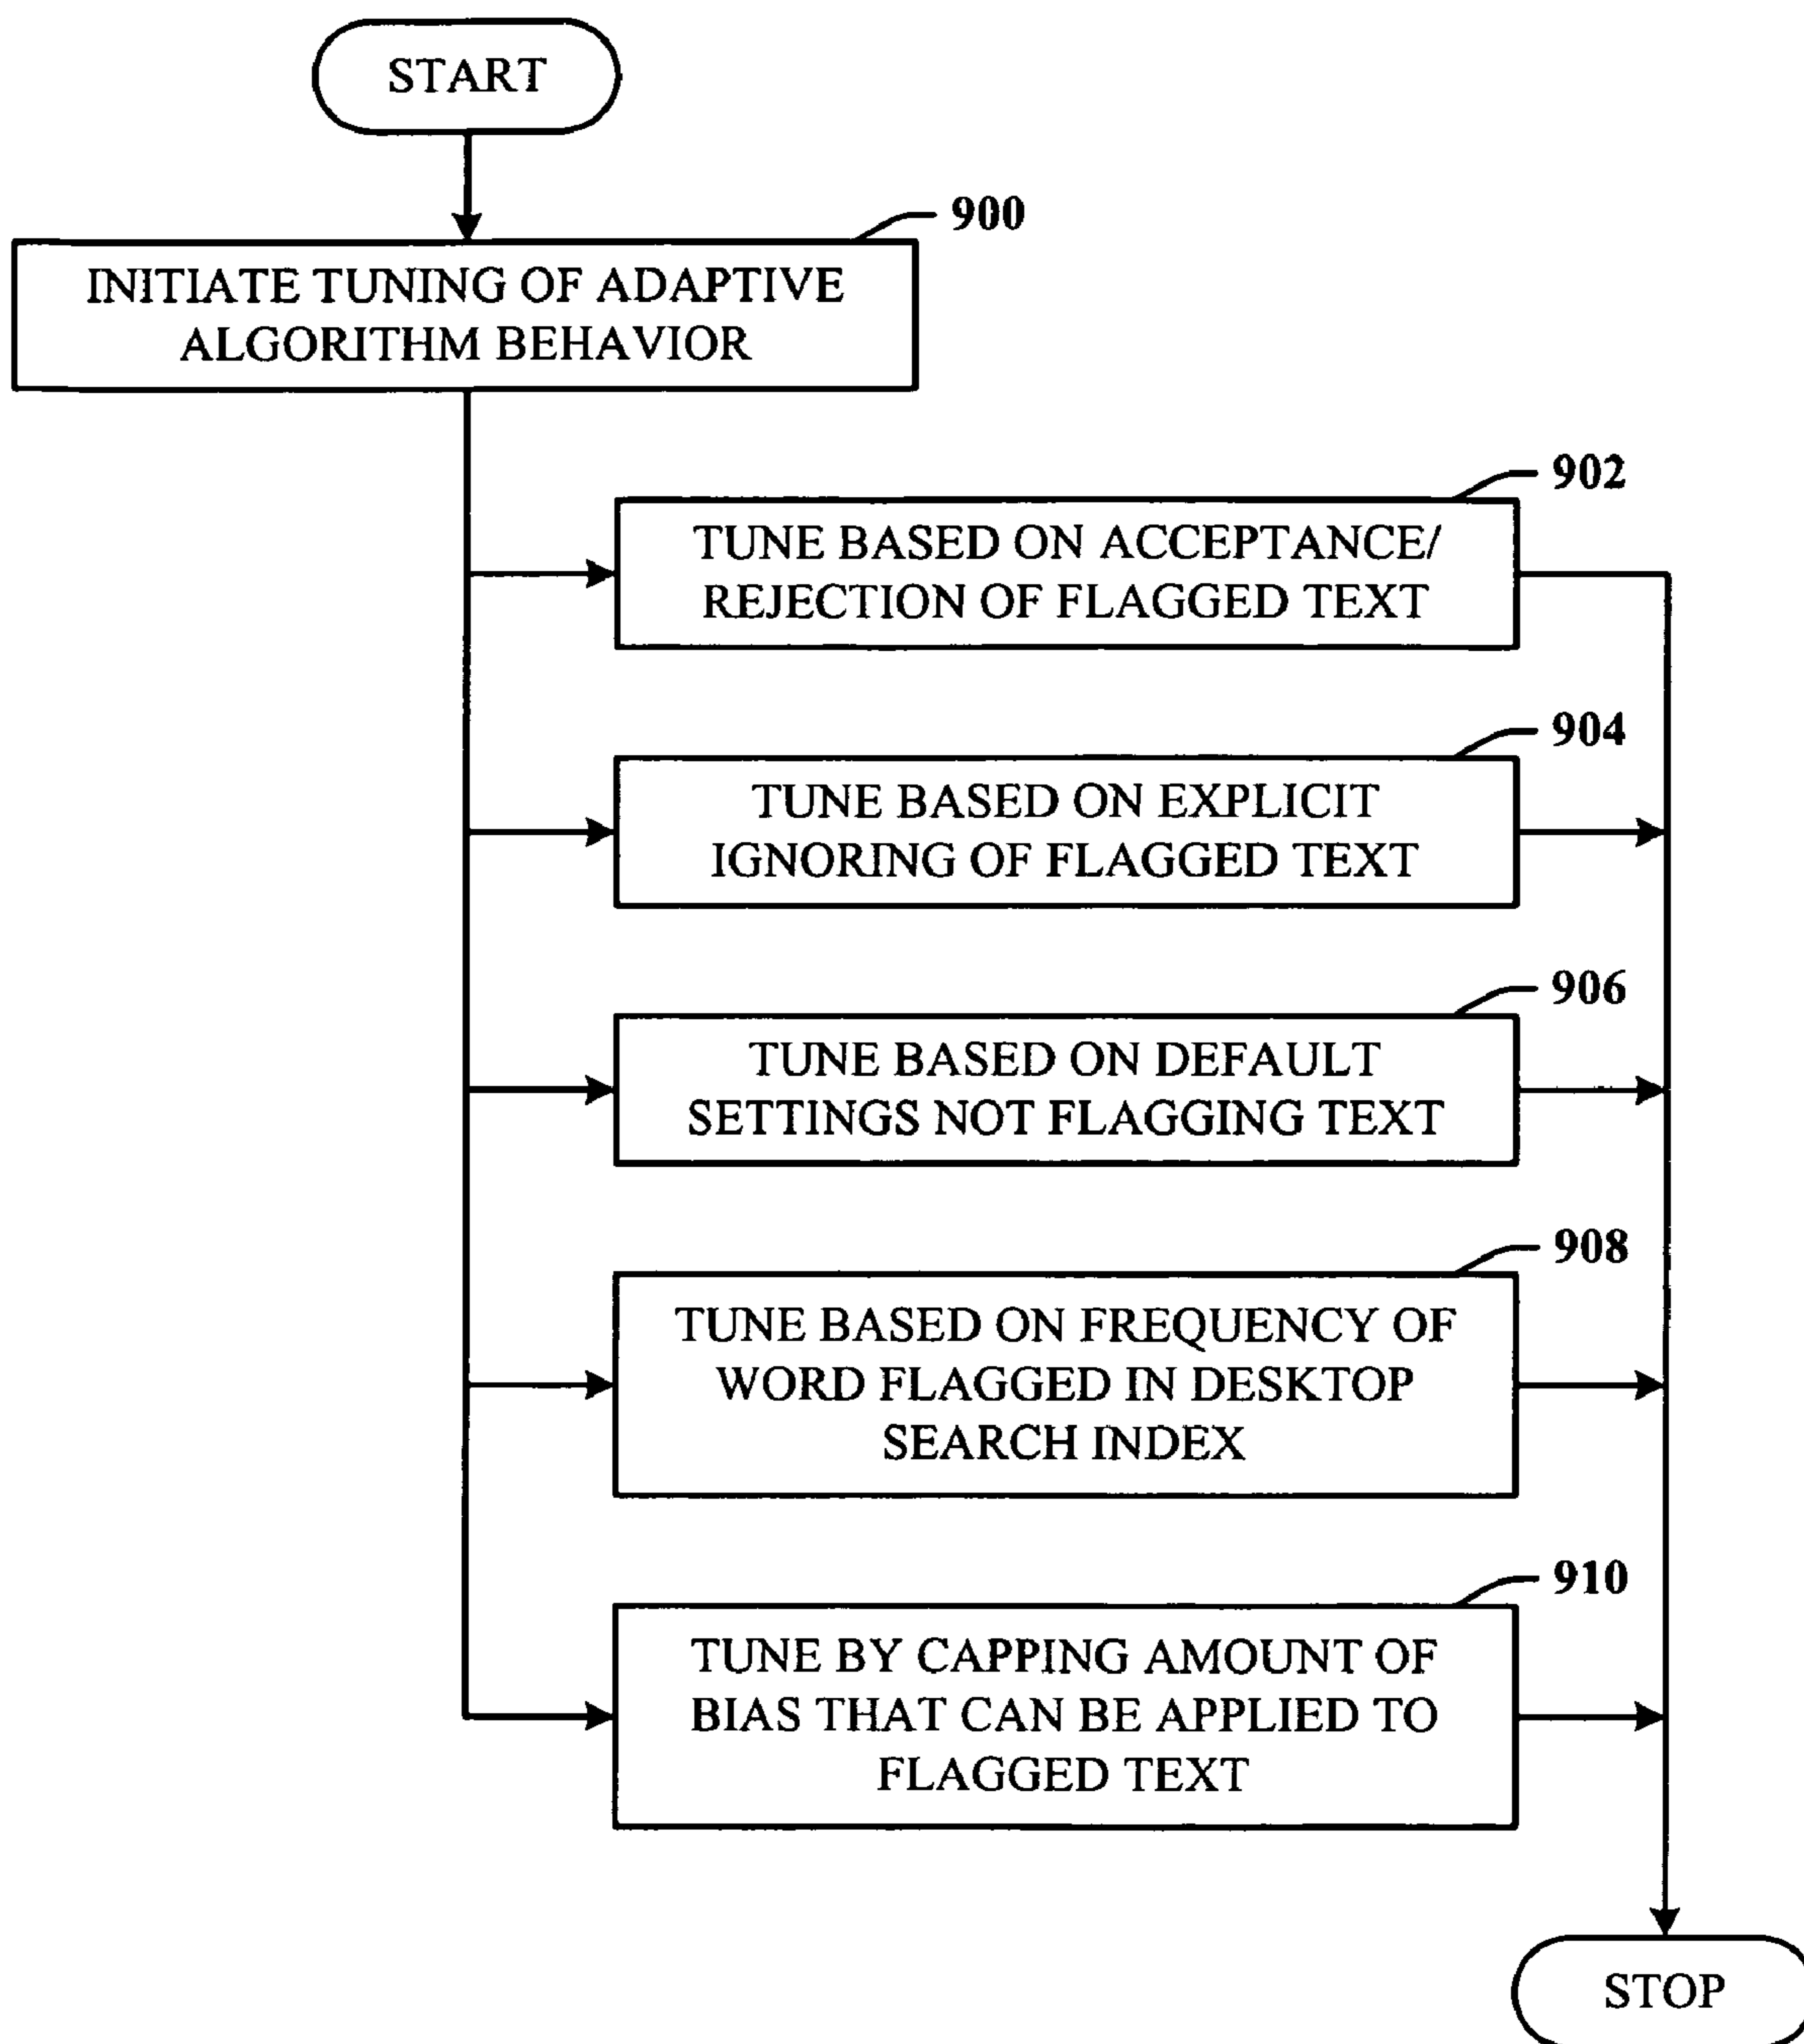 START
900
INITIATE TUNING OF ADAPTIVE
ALGORITHM BEHAVIOR
902
TUNE BASED ON ACCEPTANCE/
REJECTION OF FLAGGED TEXT
904
TUNE BASED ON EXPLICIT
IGNORING OF FLAGGED TEXT
906
TUNE BASED ON DEFAULT
SETTINGS NOT FLAGGING TEXT
908
TUNE BASED ON FREQUENCY OF
WORD FLAGGED IN DESKTOP
SEARCH INDEX
910
TUNE BY CAPPING AMOUNT OF
BIAS THAT CAN BE APPLIED TO
FLAGGED TEXT
STOP